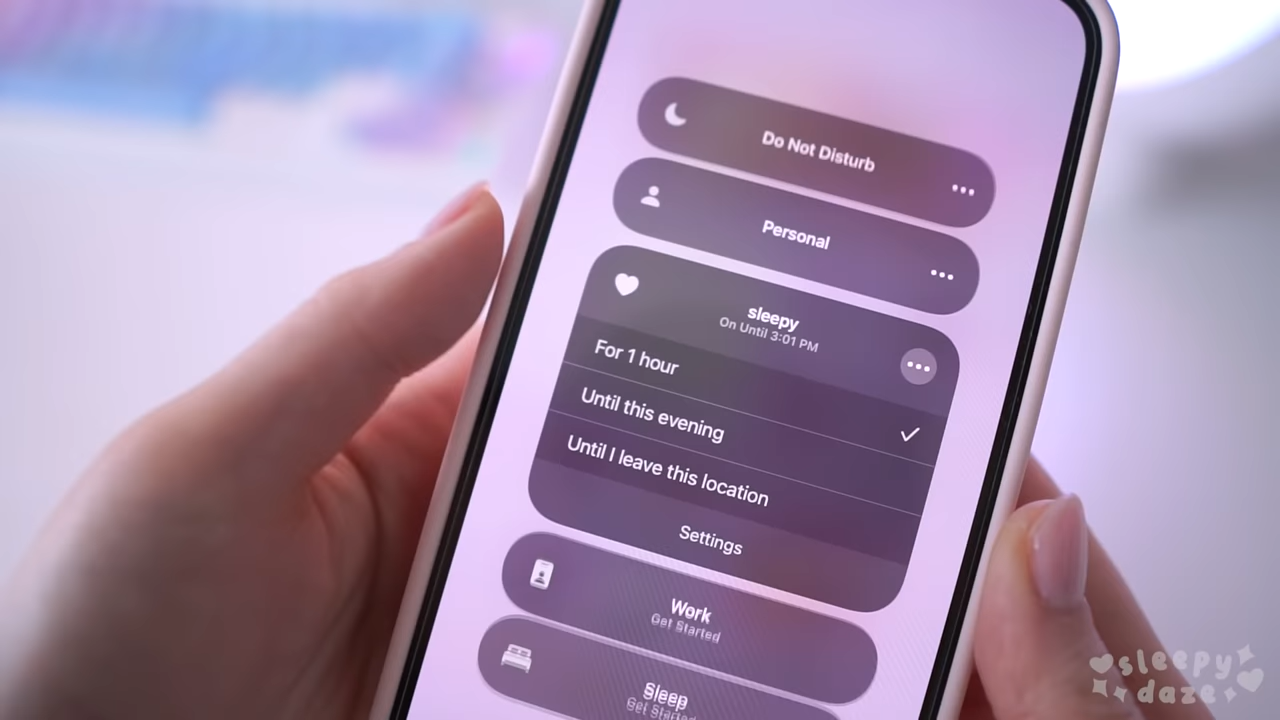 Do Not Disturb
Personal
sleepy
On Until 3:01 PM
For 1 hour
Until this evening
Until I leave this location
Settings
Work
Get Started
Sleep
Get Started
sleepy
daze